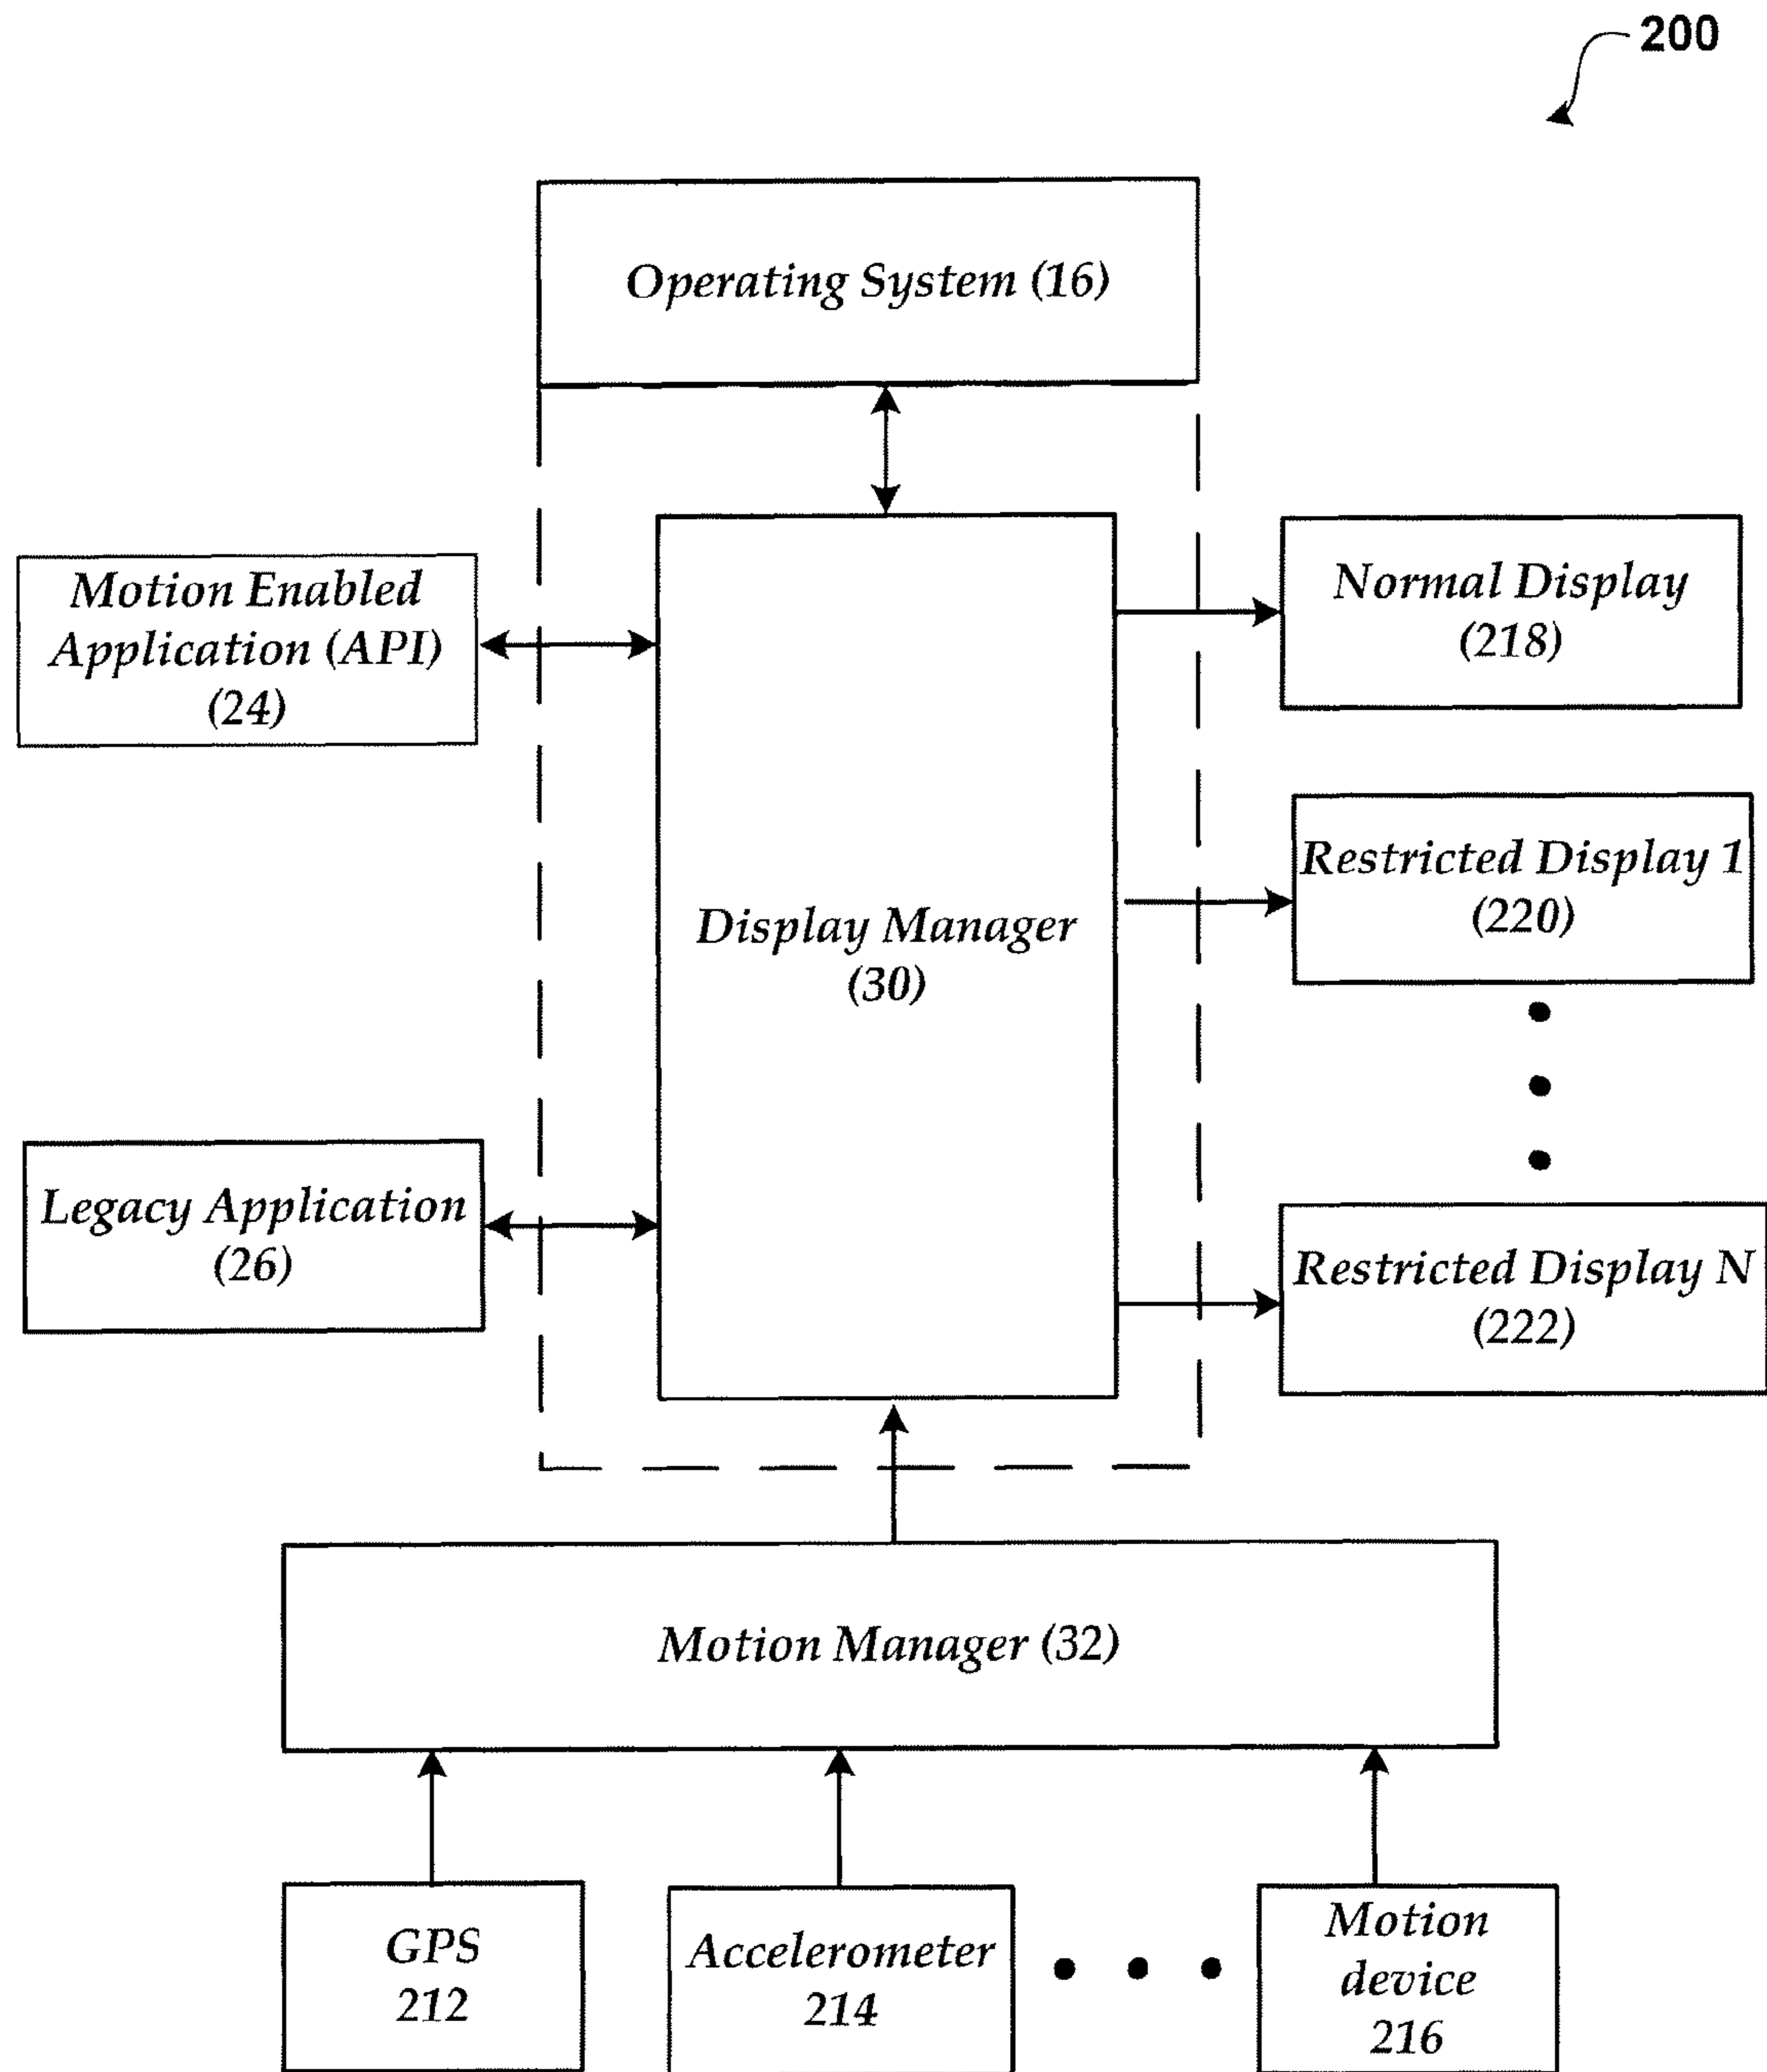 200
Operating System (16)
Motion Enabled
Application (API)
(24)
Normal Display
(218)
Restricted Display 1
(220)
Display Manager
(30)
Legacy Application
(26)
Restricted Display N
(222)
Motion Manager (32)
GPS
212
Accelerometer
214
Motion
device
216